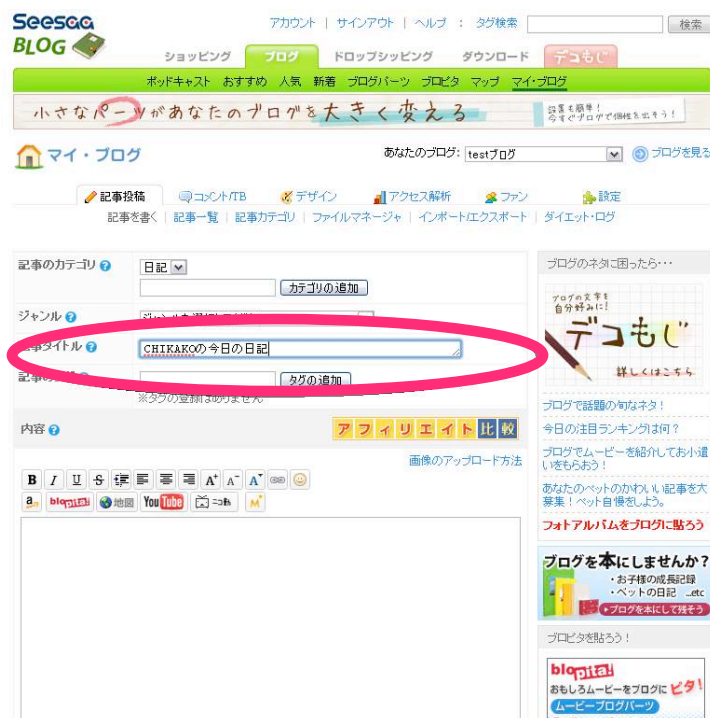 Seesaa
BLOG
アカウント | サインアウト | ヘルプ : タグ検索 検索
ショッピング ブログ ドロップシッピング ダウンロード デコもじ
ポッドキャスト おすすめ 人気 新着 ブログパーツ ブロピタ マップ マイ・ブログ
小さなパーツがあなたのブログを大きく変える
設置も簡単!
今すぐブログで個性を出そう!
マイ・ブログ
あなたのブログ: testブログ ブログを見る
記事投稿 コメント/TB デザイン アクセス解析 ファン 設定
記事を書く | 記事一覧 | 記事カテゴリ | ファイルマネージャ | インポート/エクスポート | ダイエット・ログ
記事のカテゴリ 日記
カテゴリの追加
ジャンル
記事タイトル CHIKAKOの今日の日記
タグの追加
※タグの登録はありません
内容 アフィリエイト比較
画像のアップロード方法
B I U S A+ A- A
a blogpita! 地図 YouTube M
ブログのネタに困ったら・・・
ブログの文字を
自分好みに!
デコもじ
詳しくはこちら
ブログで話題の旬なネタ!
今日の注目ランキングは何?
ブログでムービーを紹介してお小遣
いをもらおう!
あなたのペットのかわいい記事を大
募集!ペット自慢をしよう。
フォトアルバムをブログに貼ろう
ブログを本にしませんか?
・お子様の成長記録
・ペットの日記 ...etc
ブログを本にして残そう
ブロピタを貼ろう!
blogpita!
おもしろムービーをブログにピタ!
ムービーブログパーツ